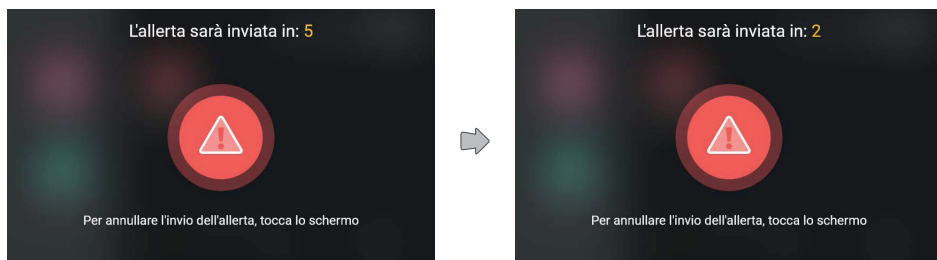 L'allerta sarà inviata in: 5
Per annullare l'invio dell'allerta, tocca lo schermo
L'allerta sarà inviata in: 2
Per annullare l'invio dell'allerta, tocca lo schermo